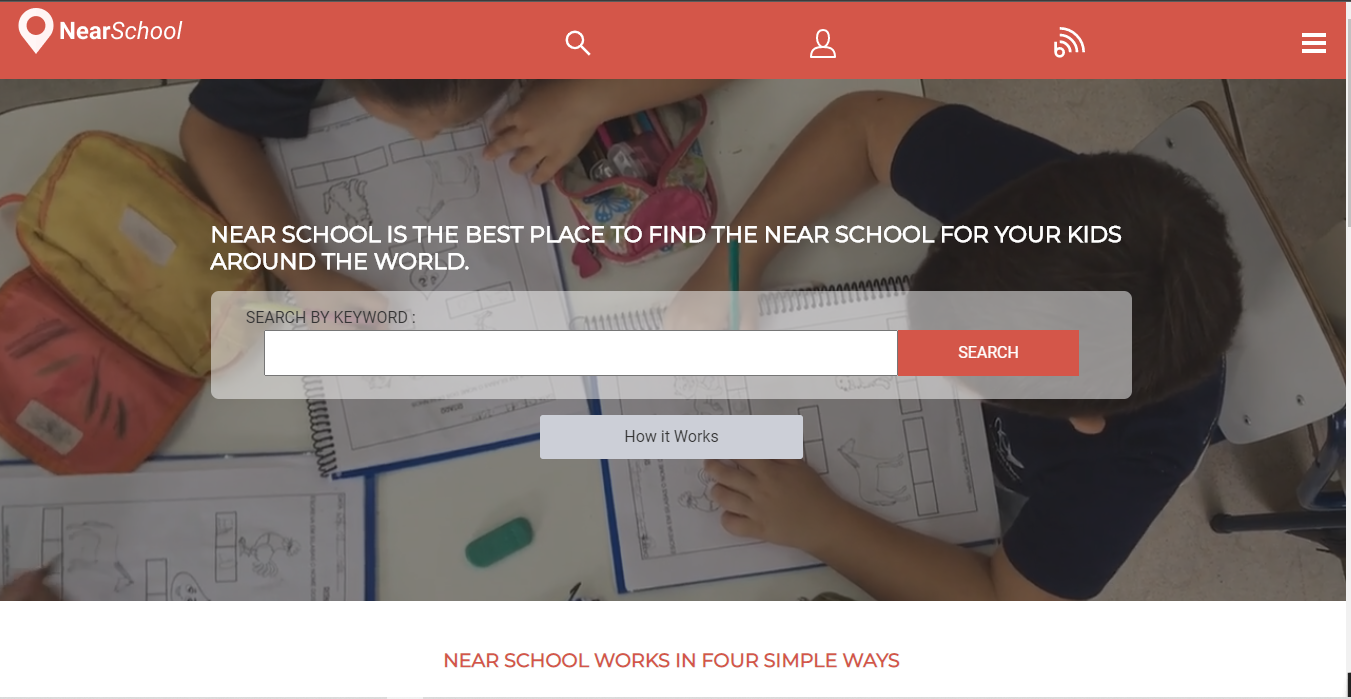 NearSchool
NEAR SCHOOL IS THE BEST PLACE TO FIND THE NEAR SCHOOL FOR YOUR KIDS
AROUND THE WORLD.
SEARCH BY KEYWORD :
SEARCH
How it Works
NEAR SCHOOL WORKS IN FOUR SIMPLE WAYS